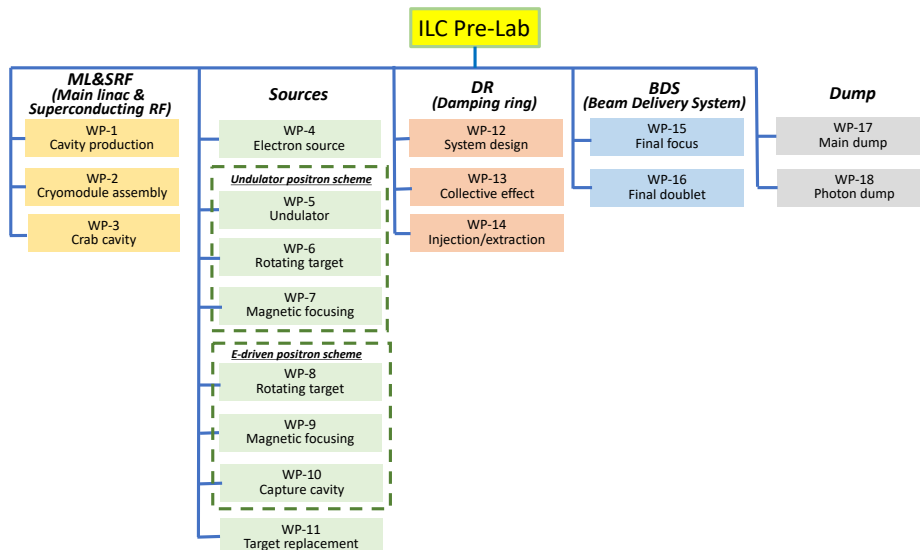 ILC Pre-Lab
ML&SRF
(Main linac &
Superconducting RF)
WP-1
Cavity production
WP-2
Cryomodule assembly
WP-3
Crab cavity
Sources
WP-4
Electron source
Undulator positron scheme
WP-5
Undulator
WP-6
Rotating target
WP-7
Magnetic focusing
E-driven positron scheme
WP-8
Rotating target
WP-9
Magnetic focusing
WP-10
Capture cavity
WP-11
Target replacement
DR
(Damping ring)
WP-12
System design
WP-13
Collective effect
WP-14
Injection/extraction
BDS
(Beam Delivery System)
WP-15
Final focus
WP-16
Final doublet
Dump
WP-17
Main dump
WP-18
Photon dump